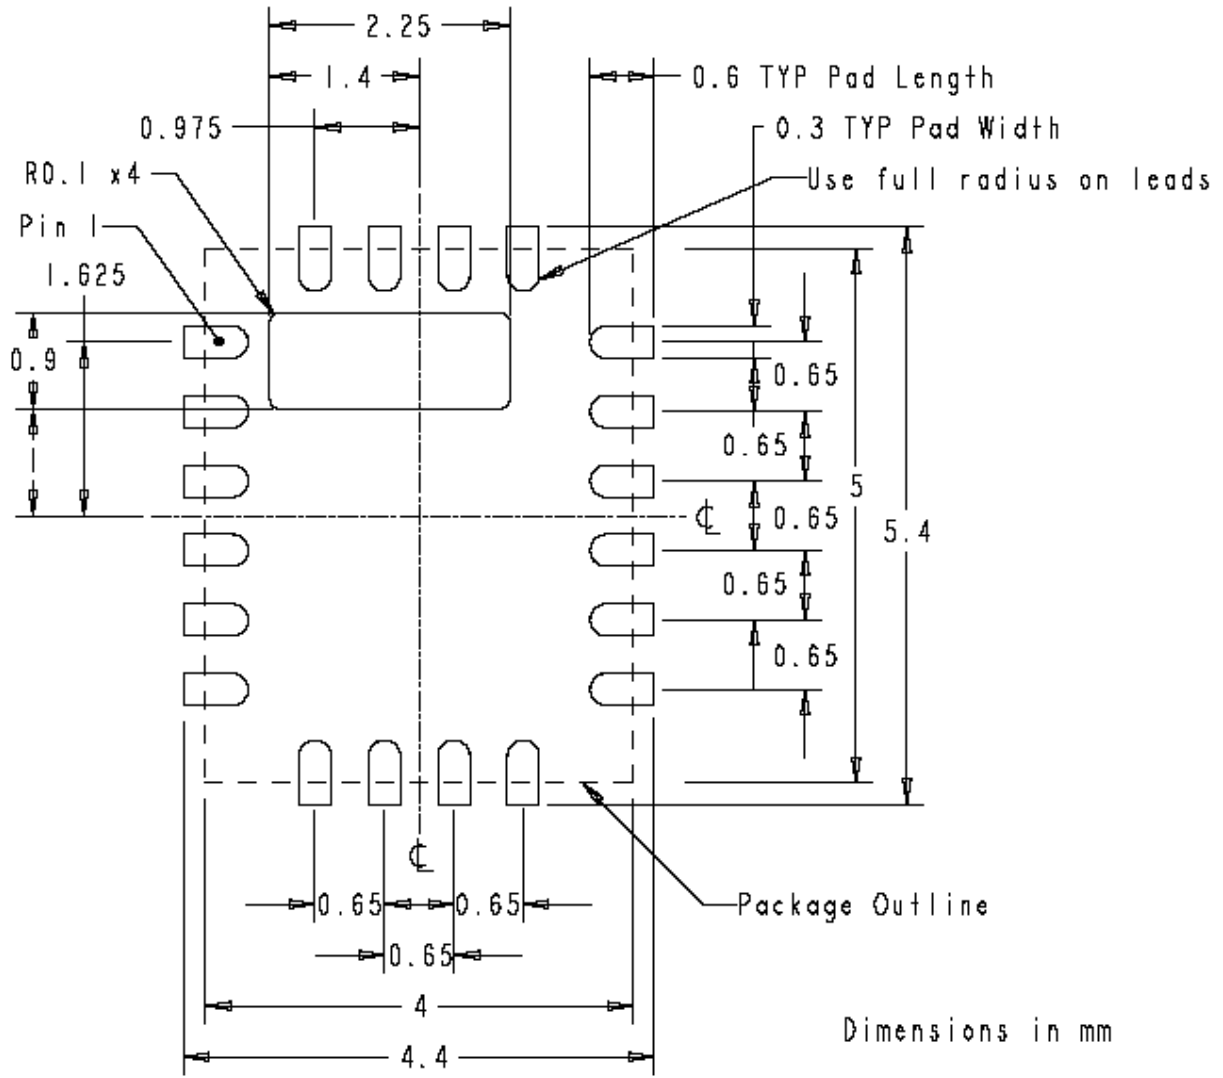 2.25
1.4
0.6 TYP Pad Length
0.975
0.3 TYP Pad Width
R0.1 x4
Use full radius on leads
Pin 1
1.625
0.9
0.65
0.65
5
0.65
5.4
℄
0.65
0.65
℄
0.65
0.65
Package Outline
0.65
4
Dimensions in mm
4.4